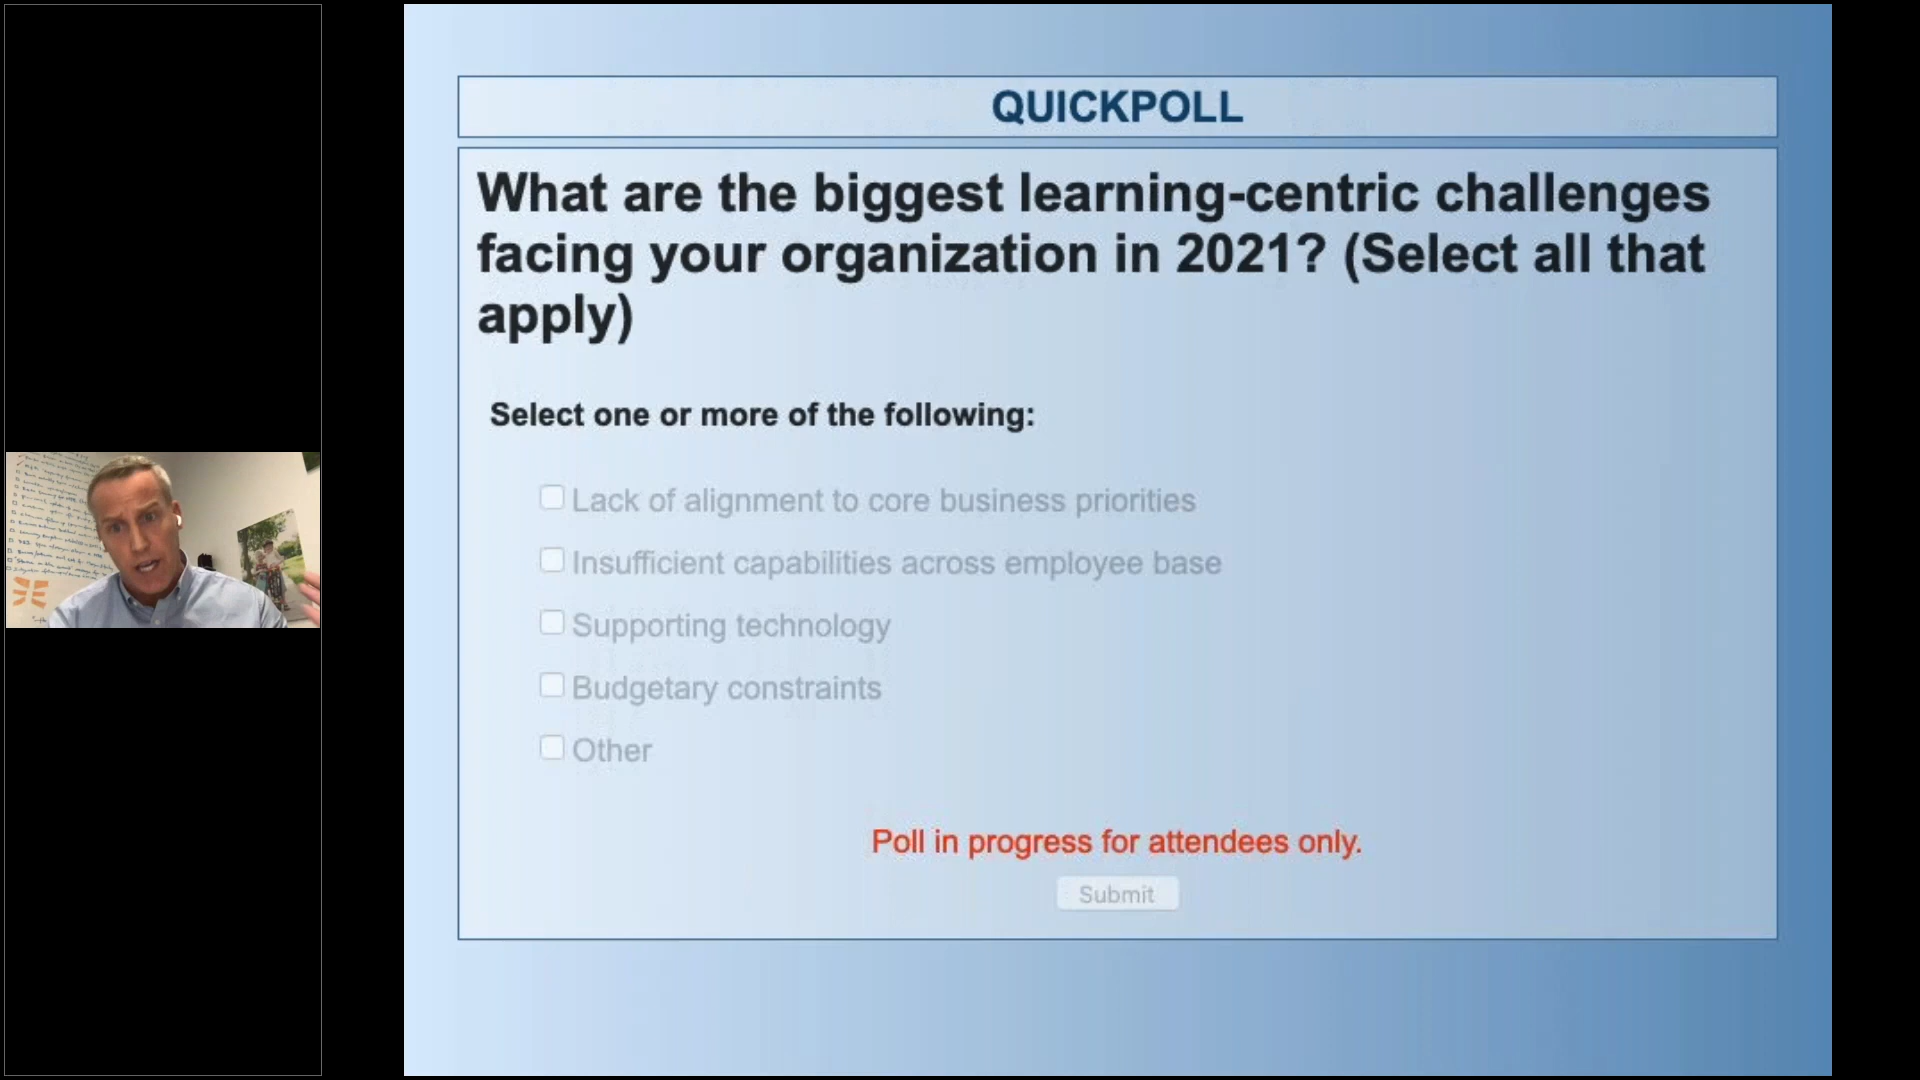 QUICKPOLL
What are the biggest learning-centric challenges
facing your organization in 2021? (Select all that
apply)
Select one or more of the following:
Lack of alignment to core business priorities
Insufficient capabilities across employee base
Supporting technology
Budgetary constraints
Other
Poll in progress for attendees only.
Submit